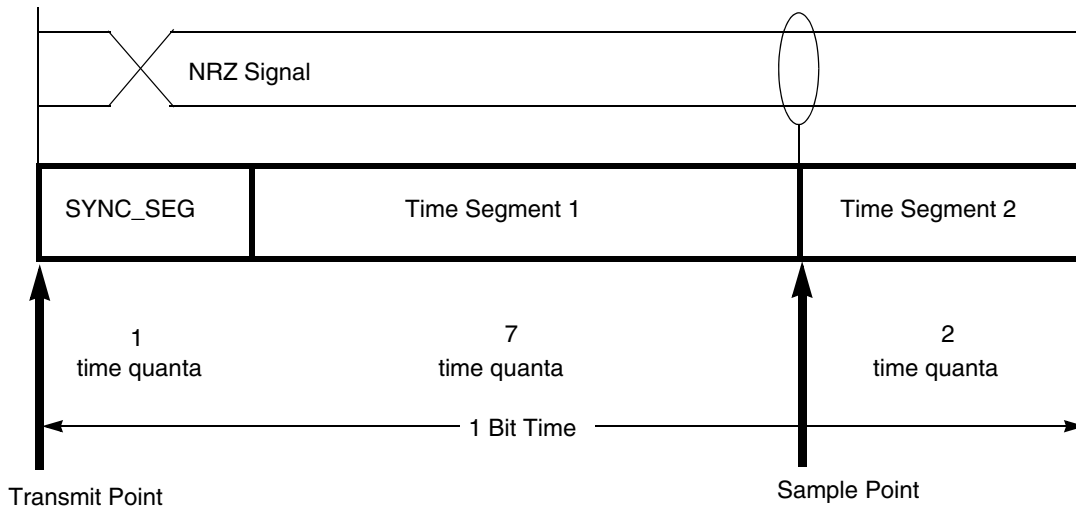 NRZ Signal
SYNC_SEG
Time Segment 1
Time Segment 2
1
time quanta
7
time quanta
2
time quanta
1 Bit Time
Transmit Point
Sample Point